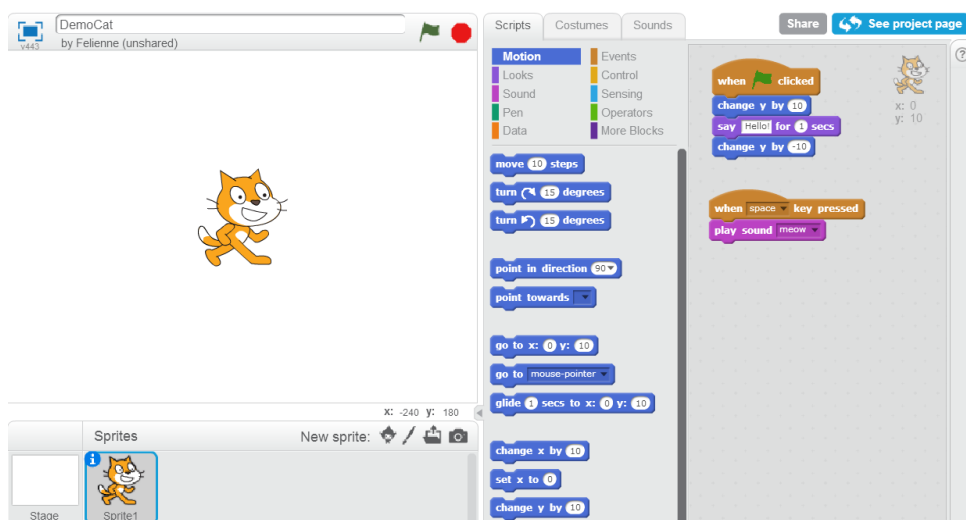 DemoCat
by Felienne (unshared)
v443
Scripts
Costumes
Sounds
Share
See project page
?
Motion
Events
Looks
Control
Sound
Sensing
Pen
Operators
Data
More Blocks
move 10 steps
turn 15 degrees
turn 15 degrees
point in direction 90
point towards
go to x: 0 y: 10
go to mouse-pointer
glide 1 secs to x: 0 y: 10
change x by 10
set x to 0
change y by 10
when clicked
change y by 10
say Hello! for 1 secs
change y by -10
when space key pressed
play sound meow
x: 0
y: 10
x: -240 y: 180
Sprites
New sprite:
i
Stage
Sprite1